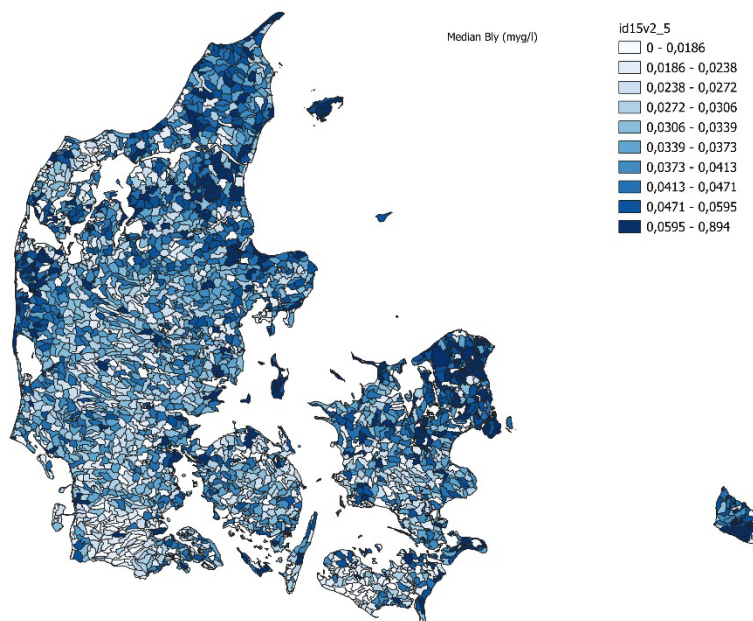 Median Bly (myg/l)
id15v2_5
0 - 0,0186
0,0186 - 0,0238
0,0238 - 0,0272
0,0272 - 0,0306
0,0306 - 0,0339
0,0339 - 0,0373
0,0373 - 0,0413
0,0413 - 0,0471
0,0471 - 0,0595
0,0595 - 0,894